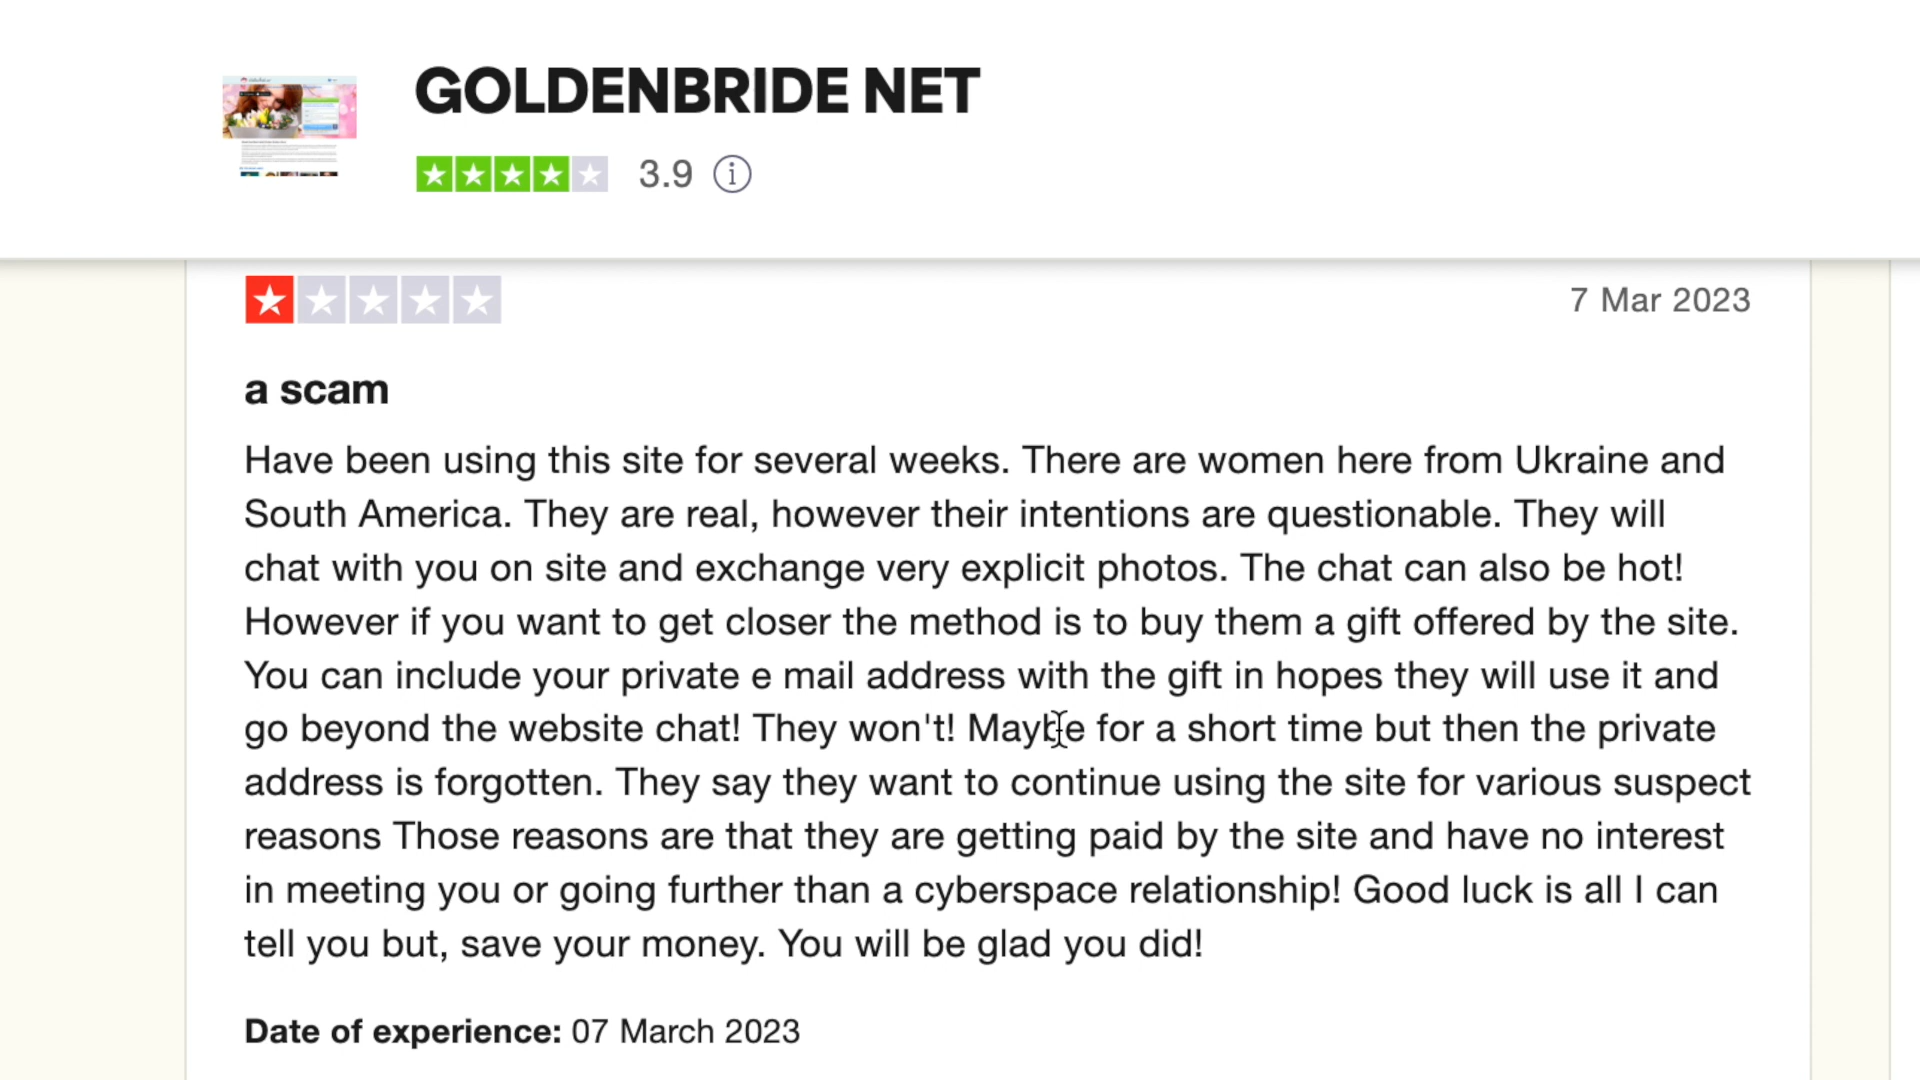 GOLDENBRIDE NET
3.9
7 Mar 2023
a scam
Have been using this site for several weeks. There are women here from Ukraine and
South America. They are real, however their intentions are questionable. They will
chat with you on site and exchange very explicit photos. The chat can also be hot!
However if you want to get closer the method is to buy them a gift offered by the site.
You can include your private e mail address with the gift in hopes they will use it and
go beyond the website chat! They won't! Maybe for a short time but then the private
address is forgotten. They say they want to continue using the site for various suspect
reasons Those reasons are that they are getting paid by the site and have no interest
in meeting you or going further than a cyberspace relationship! Good luck is all I can
tell you but, save your money. You will be glad you did!
Date of experience: 07 March 2023